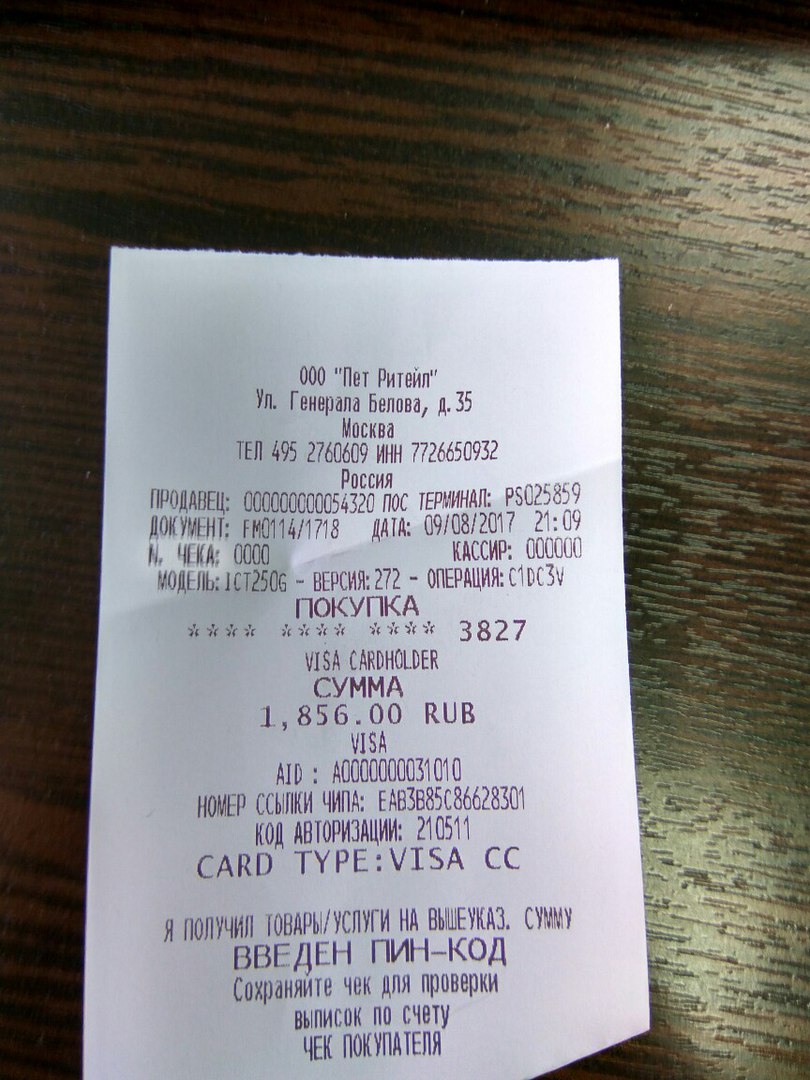 ООО "Пет Ритейл"
Ул. Генерала Белова, д.35
Москва
ТЕЛ 495 2760609 ИНН 7726650932
Россия
ПРОДАВЕЦ: 000000000054320 ПОС ТЕРМИНАЛ: PS025859
ДОКУМЕНТ: FM0114/1718 ДАТА: 09/08/2017 21:09
N. ЧЕКА: 0000 КАССИР: 000000
МОДЕЛЬ:ICT250G - ВЕРСИЯ:272 - ОПЕРАЦИЯ:C1DC3V
ПОКУПКА
**** **** **** 3827
VISA CARDHOLDER
СУММА
1,856.00 RUB
VISA
AID : A0000000031010
НОМЕР ССЫЛКИ ЧИПА: EAB3B85C86628301
КОД АВТОРИЗАЦИИ: 210511
CARD TYPE:VISA CC
Я ПОЛУЧИЛ ТОВАРЫ/УСЛУГИ НА ВЫШЕУКАЗ. СУММУ
ВВЕДЕН ПИН-КОД
Сохраняйте чек для проверки
выписок по счету
ЧЕК ПОКУПАТЕЛЯ